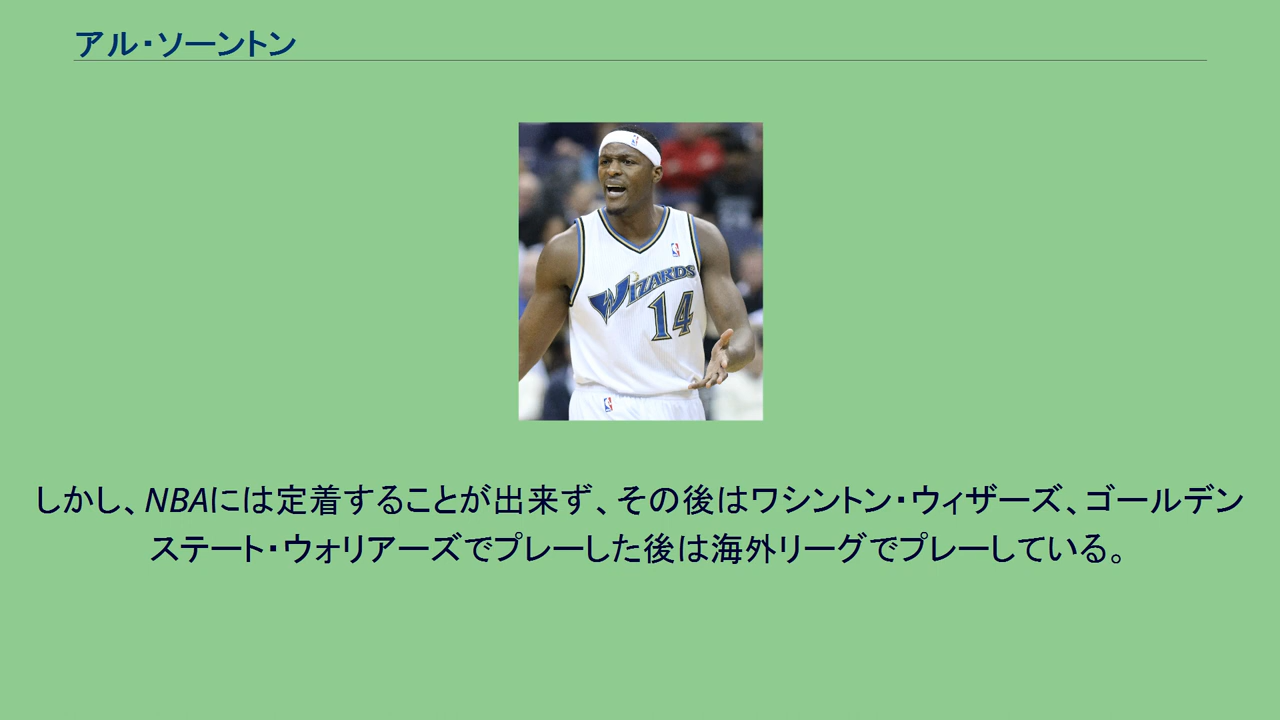 アル・ソーントン
WIZARDS
14
しかし、NBAには定着することが出来ず、その後はワシントン・ウィザーズ、ゴールデン
ステート・ウォリアーズでプレーした後は海外リーグでプレーしている。